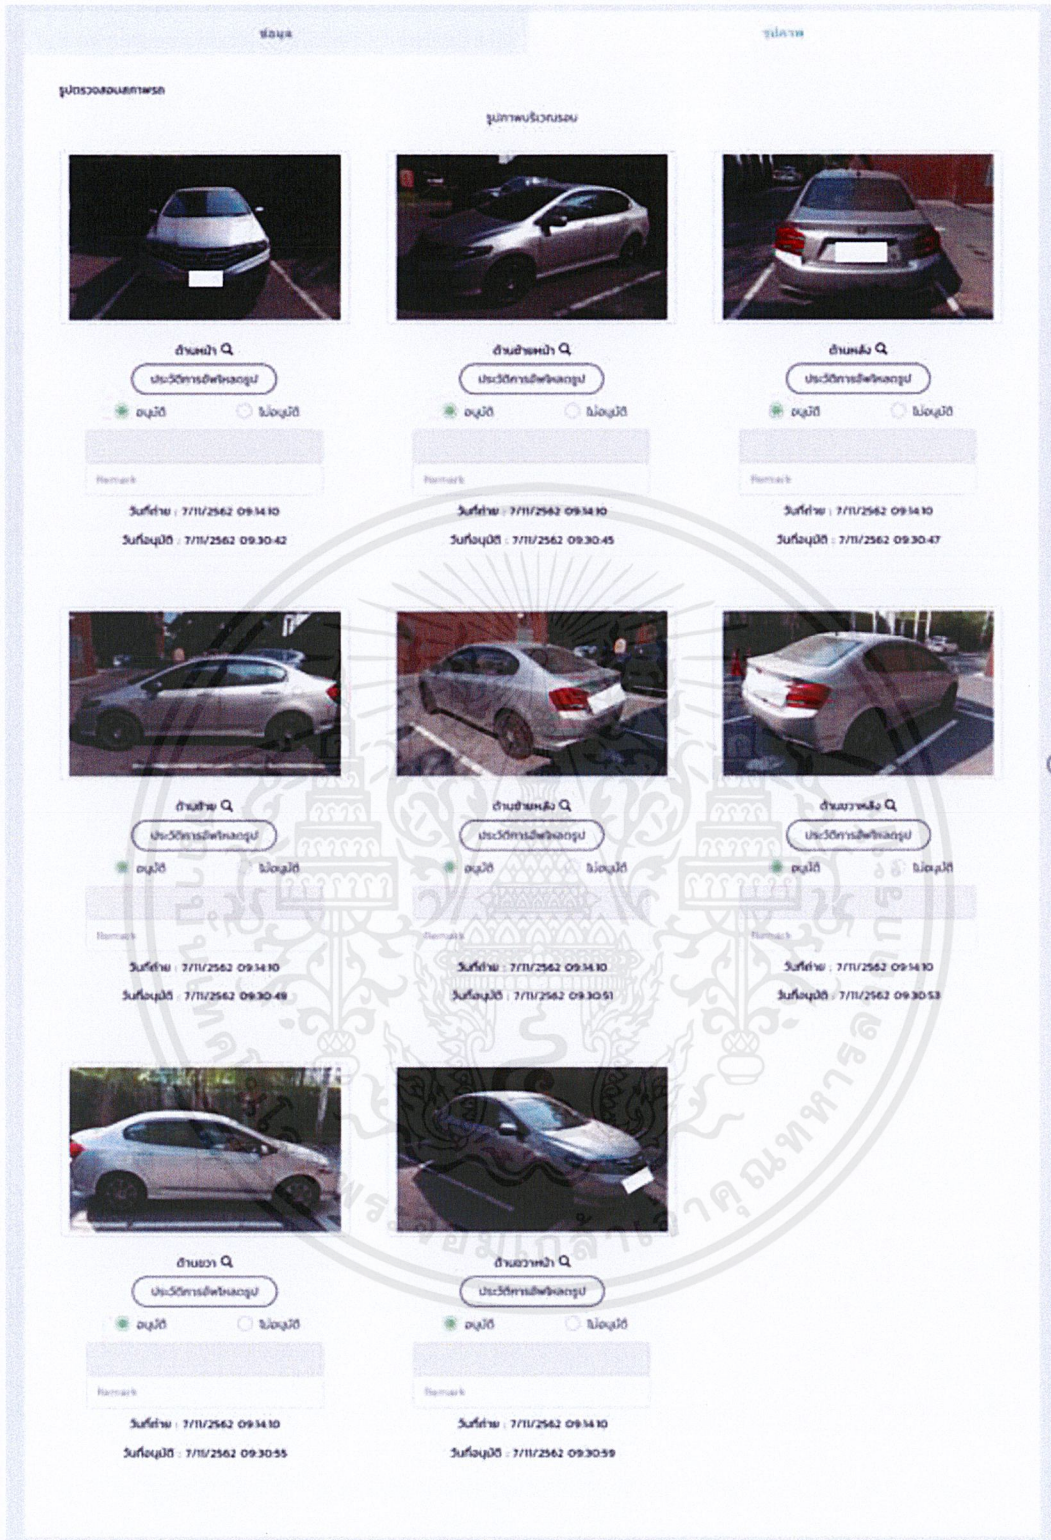 ข้อมูล รูปภาพ
รูปตรวจสอบสภาพรถ
รูปภาพบริเวณรอบ
ด้านหน้า ด้านซ้ายหน้า ด้านหลัง
ประวัติการอัพโหลดรูป ประวัติการอัพโหลดรูป ประวัติการอัพโหลดรูป
อนุมัติ ไม่อนุมัติ อนุมัติ ไม่อนุมัติ อนุมัติ ไม่อนุมัติ
Remark Remark Remark
วันที่ถ่าย : 7/11/2562 09:14:10 วันที่ถ่าย : 7/11/2562 09:14:10 วันที่ถ่าย : 7/11/2562 09:14:10
วันที่อนุมัติ : 7/11/2562 09:30:42 วันที่อนุมัติ : 7/11/2562 09:30:45 วันที่อนุมัติ : 7/11/2562 09:30:47
ด้านซ้าย ด้านซ้ายหลัง ด้านขวาหลัง
ประวัติการอัพโหลดรูป ประวัติการอัพโหลดรูป ประวัติการอัพโหลดรูป
อนุมัติ ไม่อนุมัติ อนุมัติ ไม่อนุมัติ อนุมัติ ไม่อนุมัติ
Remark Remark Remark
วันที่ถ่าย : 7/11/2562 09:14:10 วันที่ถ่าย : 7/11/2562 09:14:10 วันที่ถ่าย : 7/11/2562 09:14:10
วันที่อนุมัติ : 7/11/2562 09:30:49 วันที่อนุมัติ : 7/11/2562 09:30:51 วันที่อนุมัติ : 7/11/2562 09:30:53
ด้านขวา ด้านขวาหน้า
ประวัติการอัพโหลดรูป ประวัติการอัพโหลดรูป
อนุมัติ ไม่อนุมัติ อนุมัติ ไม่อนุมัติ
Remark Remark
วันที่ถ่าย : 7/11/2562 09:14:10 วันที่ถ่าย : 7/11/2562 09:14:10
วันที่อนุมัติ : 7/11/2562 09:30:55 วันที่อนุมัติ : 7/11/2562 09:30:59